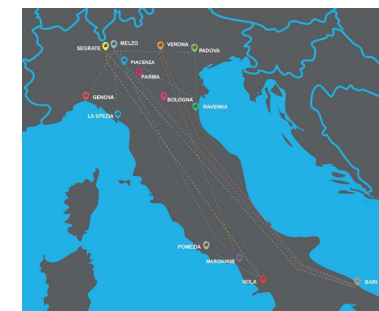 MELZO
VERONA
SEGRATE
PADOVA
PIACENZA
PARMA
GENOVA
BOLOGNA
RAVENNA
LA SPEZIA
POMEZIA
MARCIANISE
NOLA
BARI